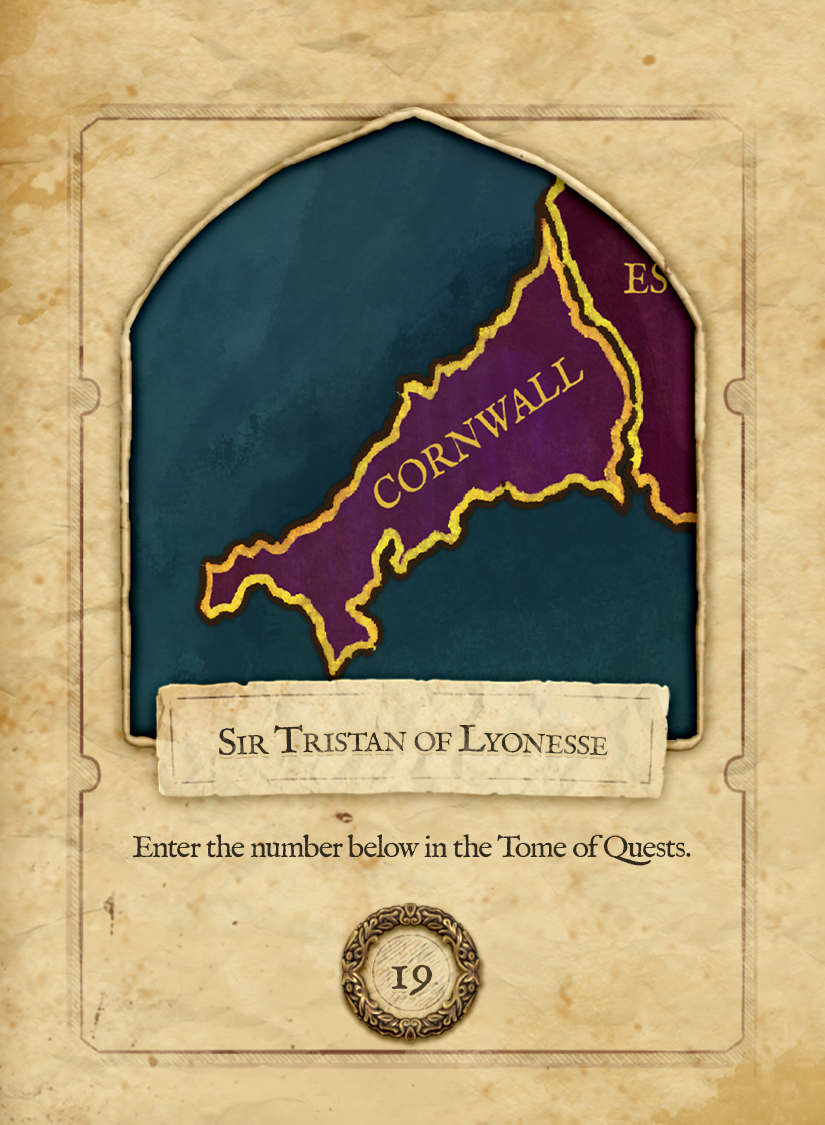 ES
CORNWALL
Sir Tristan of Lyonesse
Enter the number below in the Tome of Quests.
19